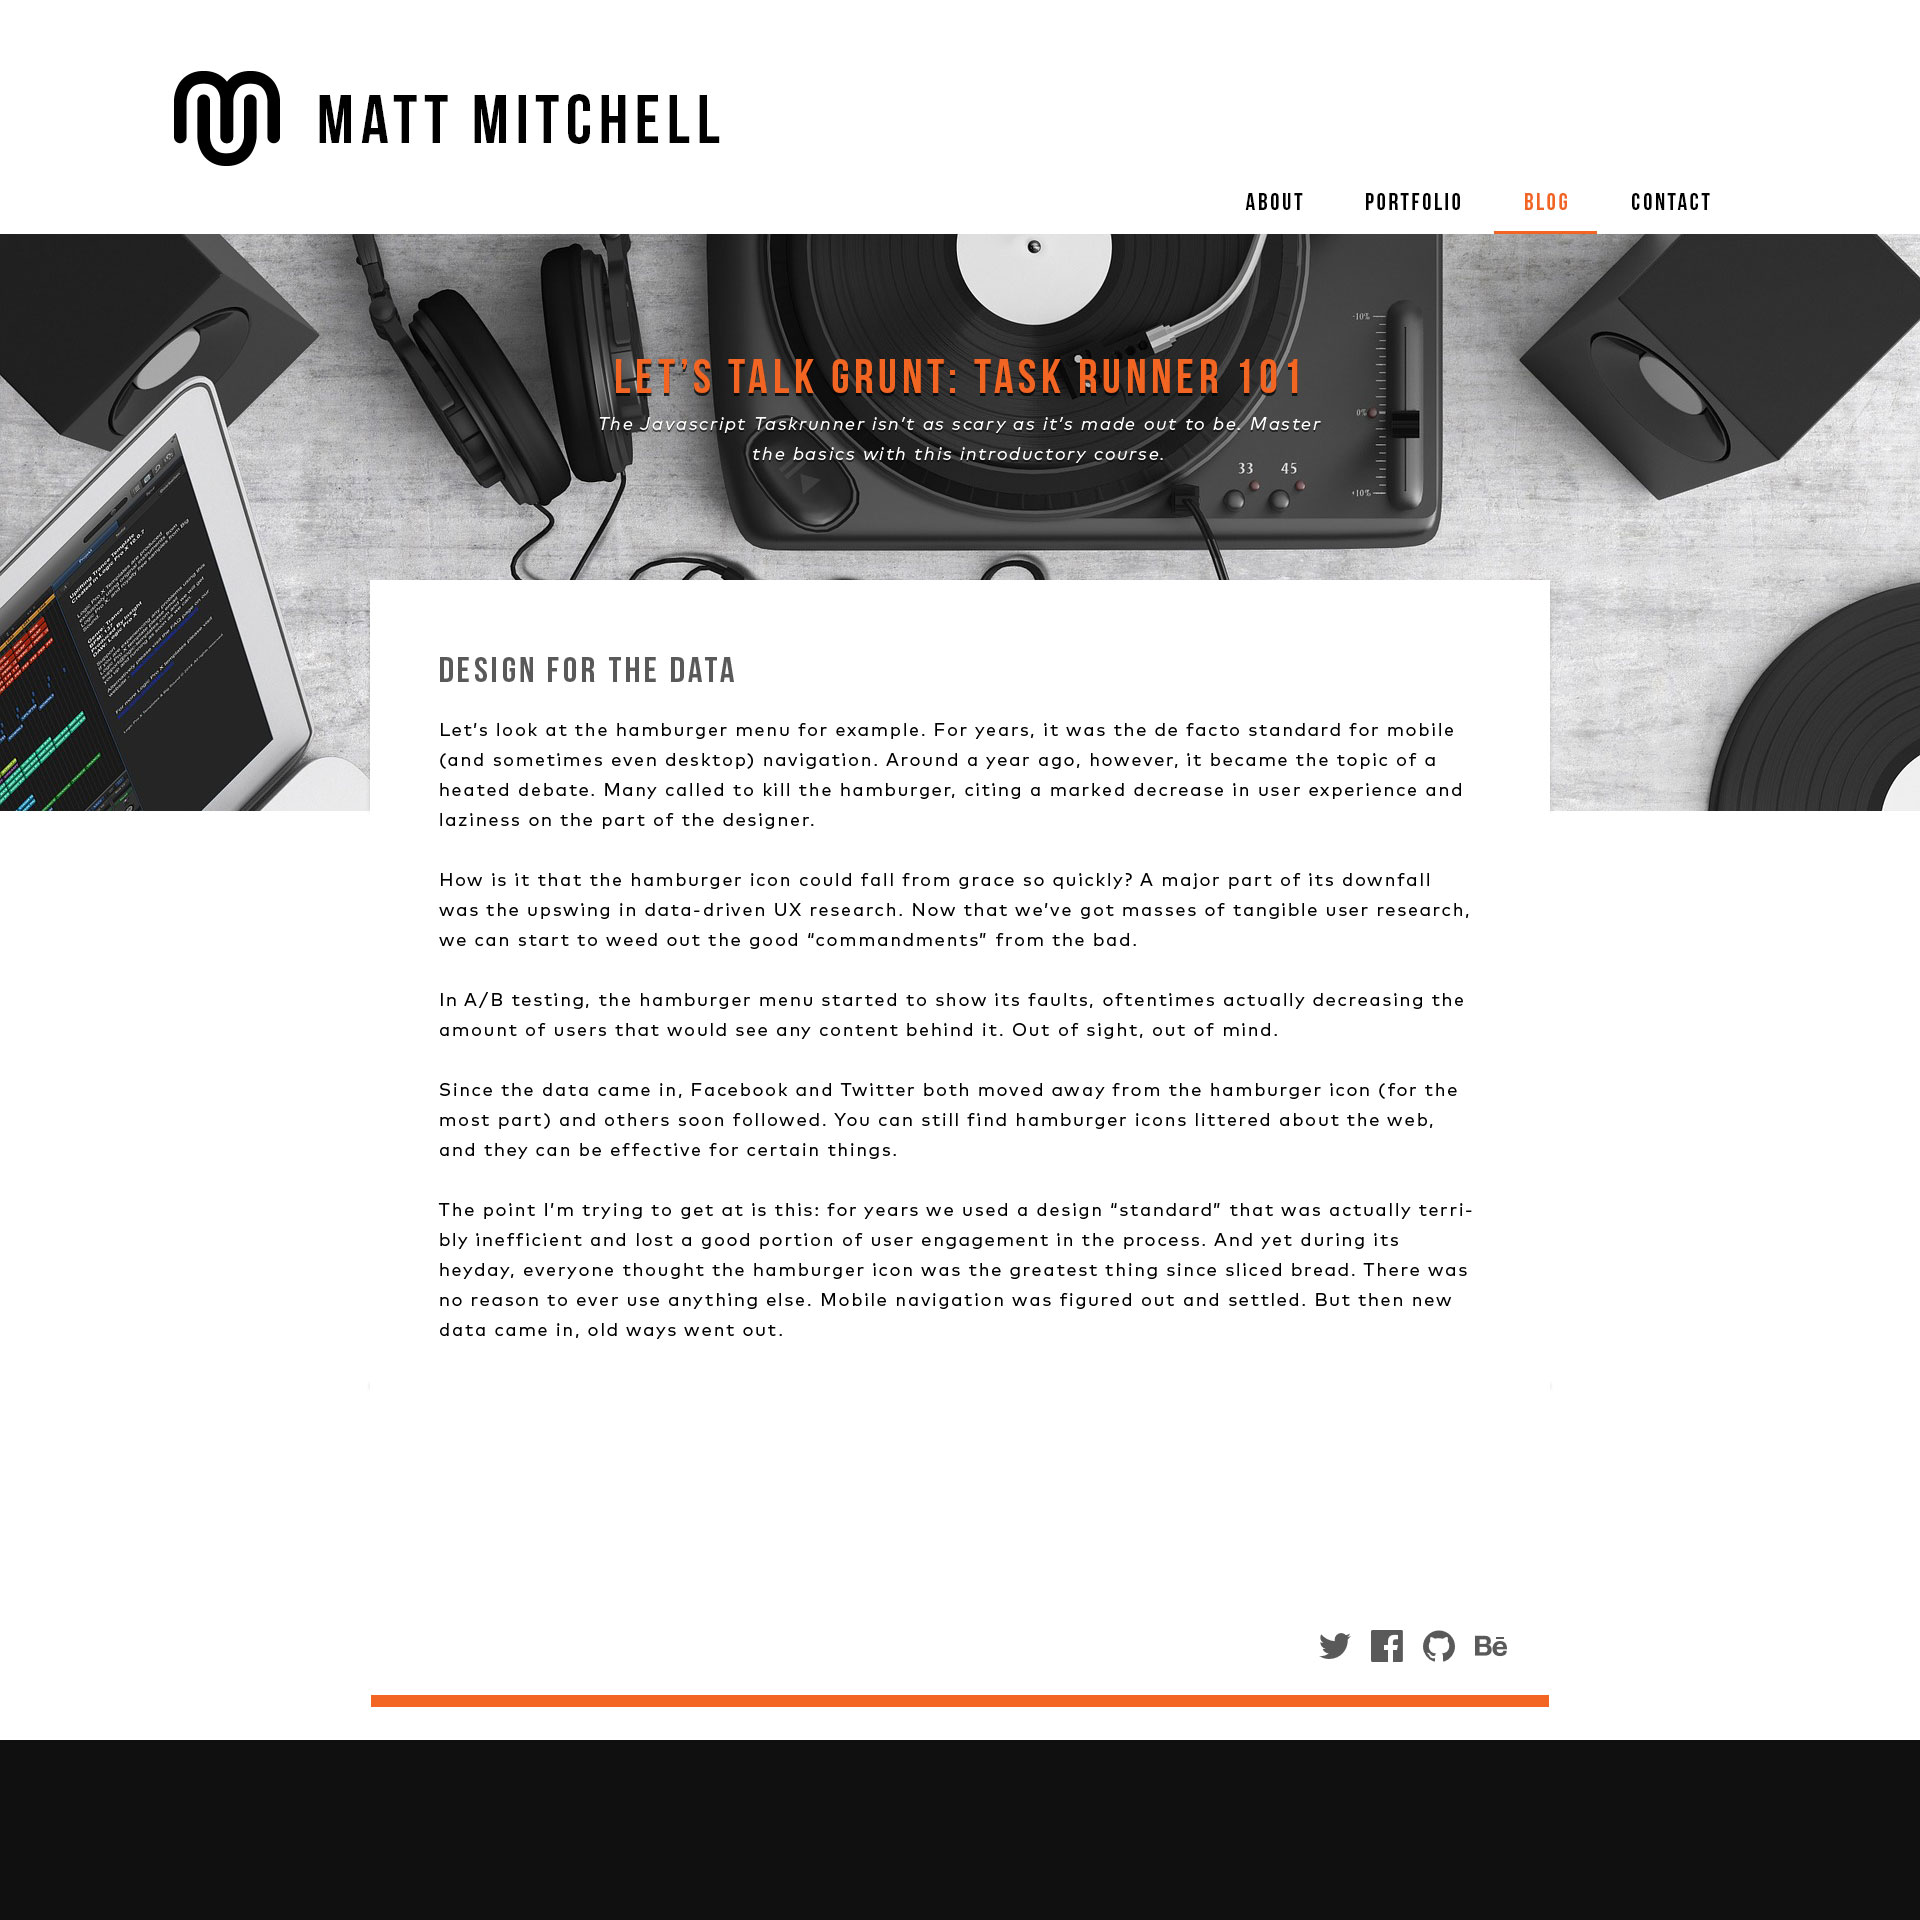 MATT MITCHELL
ABOUT PORTFOLIO BLOG CONTACT
LET’S TALK GRUNT: TASK RUNNER 101
The Javascript Taskrunner isn’t as scary as it’s made out to be. Master
the basics with this introductory course.
-10%
0%
33 45
+10%
DESIGN FOR THE DATA
Let’s look at the hamburger menu for example. For years, it was the de facto standard for mobile
(and sometimes even desktop) navigation. Around a year ago, however, it became the topic of a
heated debate. Many called to kill the hamburger, citing a marked decrease in user experience and
laziness on the part of the designer.
How is it that the hamburger icon could fall from grace so quickly? A major part of its downfall
was the upswing in data-driven UX research. Now that we’ve got masses of tangible user research,
we can start to weed out the good “commandments” from the bad.
In A/B testing, the hamburger menu started to show its faults, oftentimes actually decreasing the
amount of users that would see any content behind it. Out of sight, out of mind.
Since the data came in, Facebook and Twitter both moved away from the hamburger icon (for the
most part) and others soon followed. You can still find hamburger icons littered about the web,
and they can be effective for certain things.
The point I’m trying to get at is this: for years we used a design “standard” that was actually terri-
bly inefficient and lost a good portion of user engagement in the process. And yet during its
heyday, everyone thought the hamburger icon was the greatest thing since sliced bread. There was
no reason to ever use anything else. Mobile navigation was figured out and settled. But then new
data came in, old ways went out.
Bē